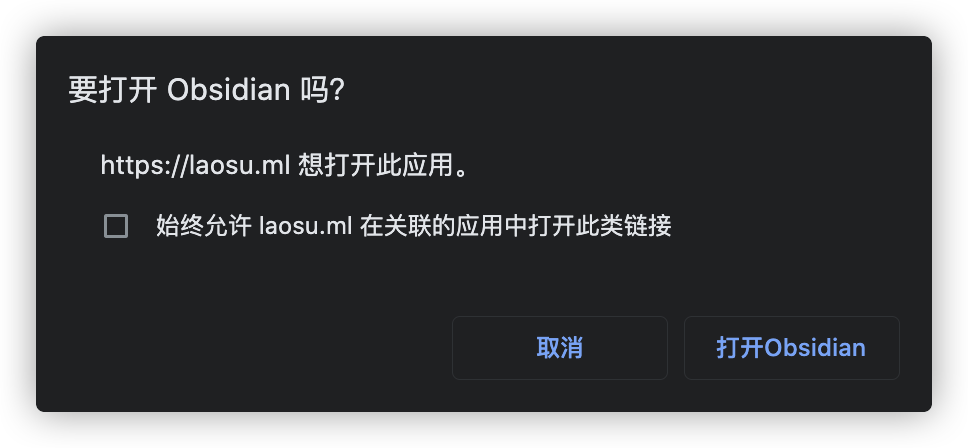 要打开 Obsidian 吗?
https://laosu.ml 想打开此应用。
始终允许 laosu.ml 在关联的应用中打开此类链接
取消
打开Obsidian